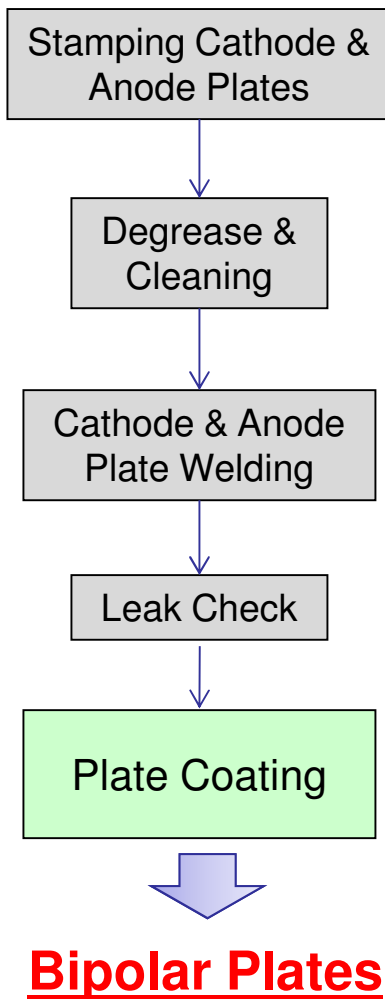 Stamping Cathode &
Anode Plates
Degrease &
Cleaning
Cathode & Anode
Plate Welding
Leak Check
Plate Coating
Bipolar Plates